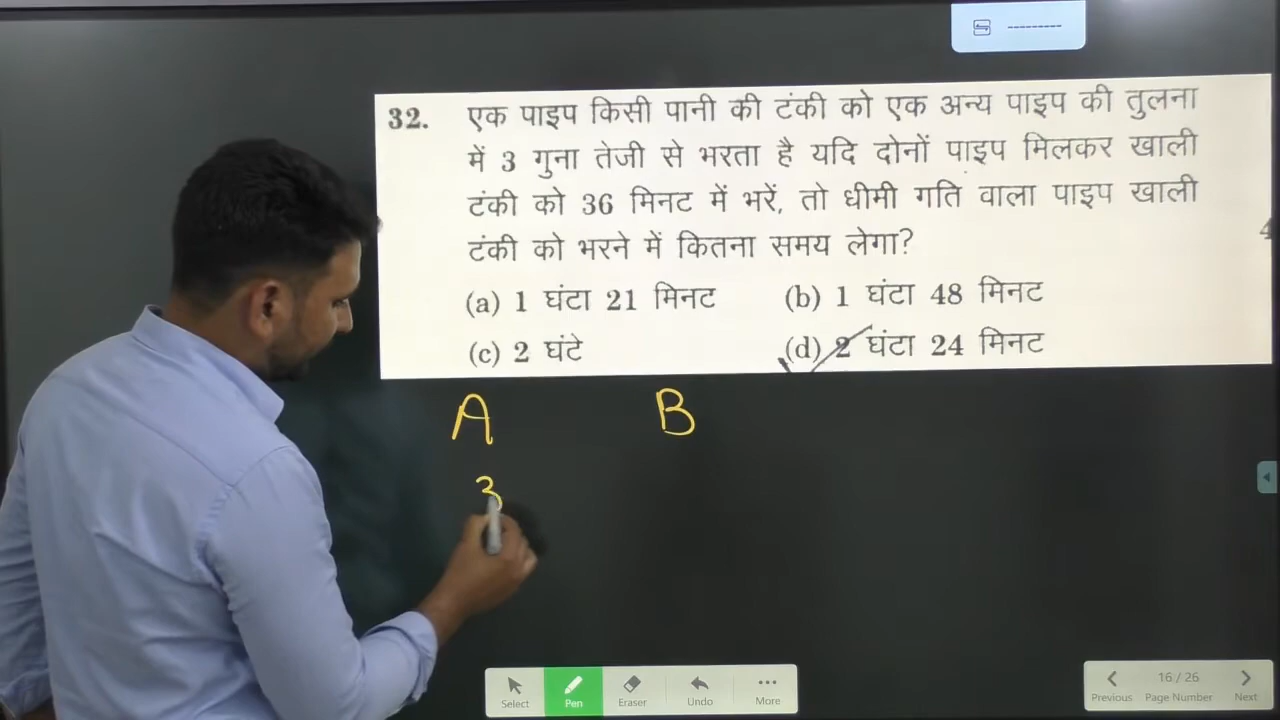 ---------
32. एक पाइप किसी पानी की टंकी को एक अन्य पाइप की तुलना
में 3 गुना तेजी से भरता है यदि दोनों पाइप मिलकर खाली
टंकी को 36 मिनट में भरें, तो धीमी गति वाला पाइप खाली
टंकी को भरने में कितना समय लेगा?
4
(a) 1 घंटा 21 मिनट (b) 1 घंटा 48 मिनट
(c) 2 घंटे (d) 2 घंटा 24 मिनट
A B
3
Select Pen Eraser Undo More
Previous 16 / 26 Page Number Next